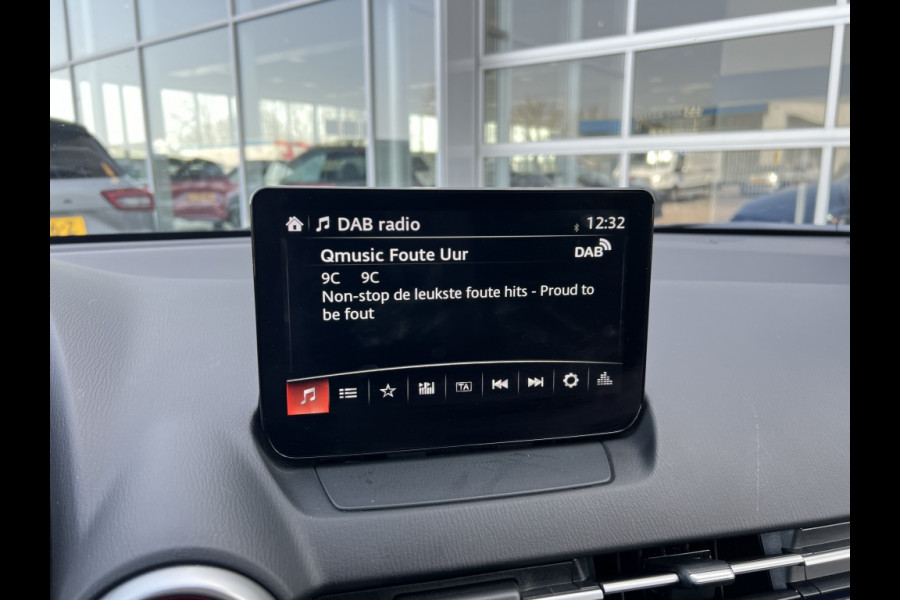 DAB radio 12:32
Qmusic Foute Uur DAB
9C 9C
Non-stop de leukste foute hits - Proud to
be fout
TA